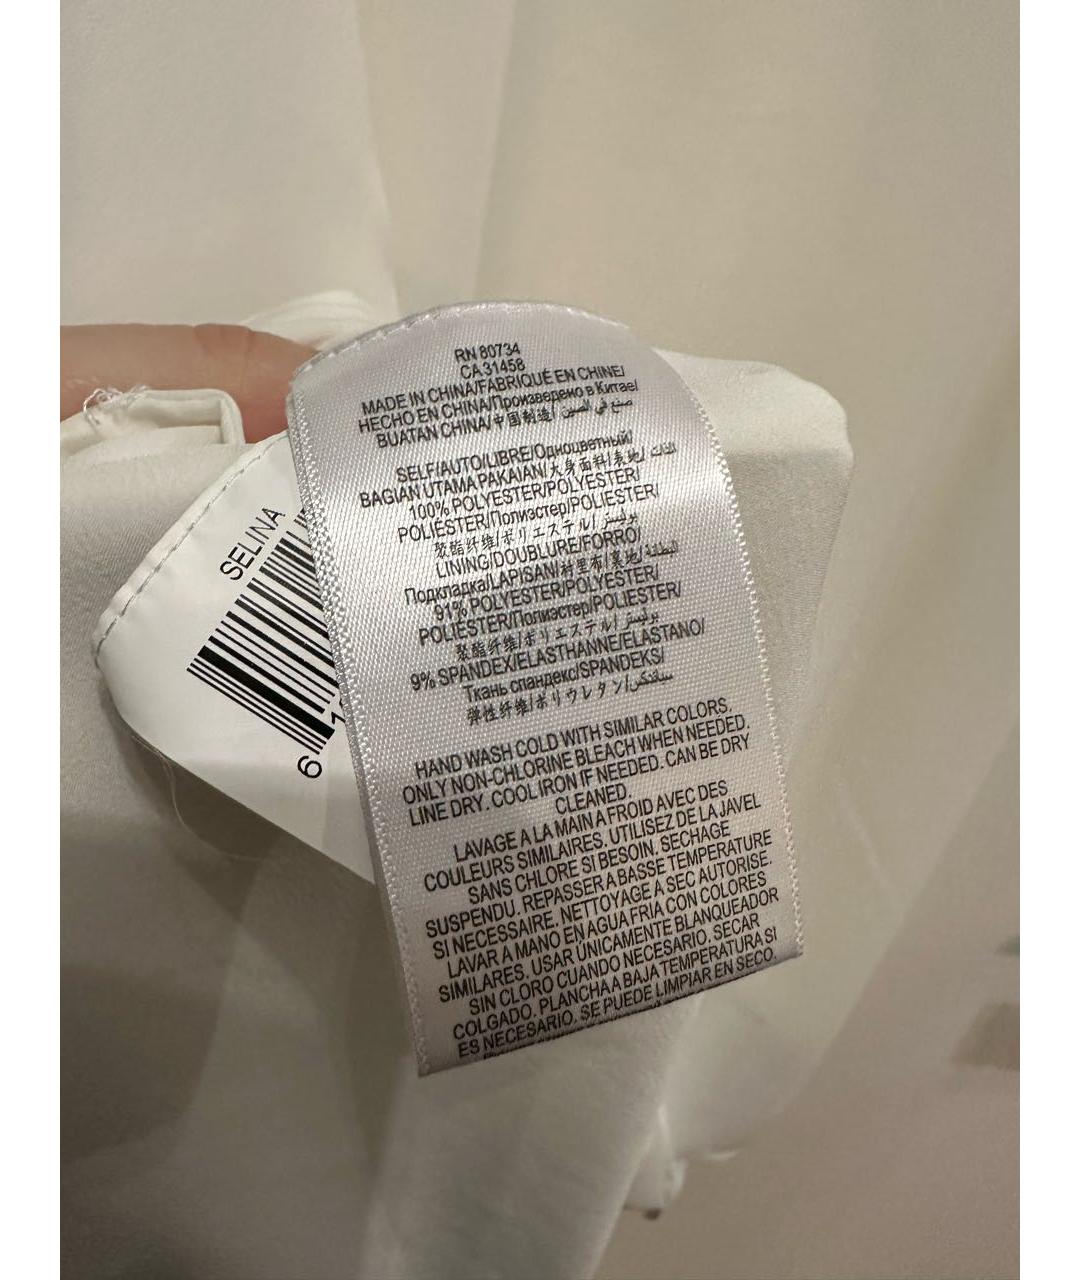 RN 80734
CA 31458
MADE IN CHINA/FABRIQUÉ EN CHINE/
HECHO EN CHINA/Произведено в Китае/
BUATAN CHINA/中国制造/ صنع في الصين/
SELF/AUTO/LIBRE/Одноцветный/
BAGIAN UTAMA PAKAIAN/大身面料/表地/ الذات/
100% POLYESTER/POLYESTER/
POLIÉSTER/Полиэстер/POLIESTER/
聚酯纤维/ポリエステル/ بوليستر/
LINING/DOUBLURE/FORRO/
Подкладка/LAPISAN/衬里布/裏地/ البطانة/
91% POLYESTER/POLYESTER/
POLIÉSTER/Полиэстер/POLIESTER/
聚酯纤维/ポリエステル/ بوليستر/
9% SPANDEX/ELASTHANNE/ELASTANO/
Ткань спандекс/SPANDEKS/
弹性纤维/ポリウレタン/سباندكس/
HAND WASH COLD WITH SIMILAR COLORS.
ONLY NON-CHLORINE BLEACH WHEN NEEDED.
LINE DRY. COOL IRON IF NEEDED. CAN BE DRY
CLEANED.
LAVAGE A LA MAIN A FROID AVEC DES
COULEURS SIMILAIRES. UTILISEZ DE LA JAVEL
SANS CHLORE SI BESOIN. SECHAGE
SUSPENDU. REPASSER A BASSE TEMPERATURE
SI NECESSAIRE. NETTOYAGE A SEC AUTORISE.
LAVAR A MANO EN AGUA FRIA CON COLORES
SIMILARES. USAR ÚNICAMENTE BLANQUEADOR
SIN CLORO CUANDO NECESARIO. SECAR
COLGADO. PLANCHA A BAJA TEMPERATURA SI
ES NECESARIO. SE PUEDE LIMPIAR EN SECO.
SELINA
6